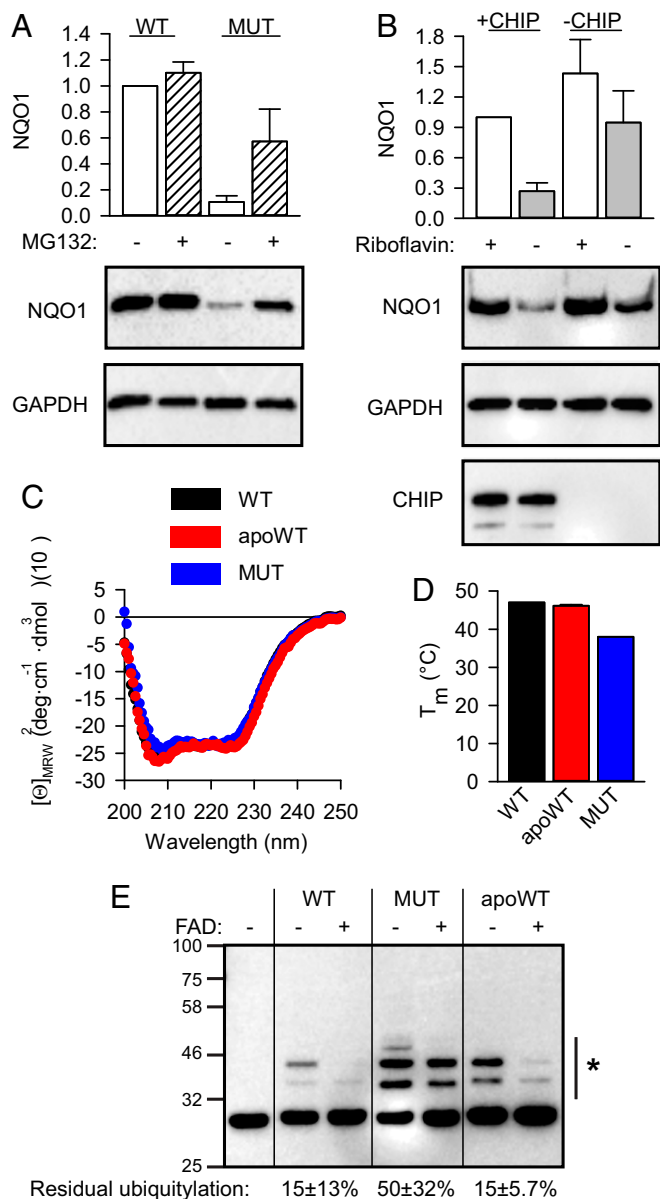 A
WT MUT
NQO1
1.4
1.2
1.0
0.8
0.6
0.4
0.2
0.0
MG132: - + - +
NQO1
GAPDH
B
+CHIP -CHIP
NQO1
1.8
1.5
1.2
0.9
0.6
0.3
0.0
Riboflavin: + - + -
NQO1
GAPDH
CHIP
C
WT
apoWT
MUT
[Θ]MRW (deg·cm2·dmol-1)(103)
5
0
-5
-10
-15
-20
-25
-30
200 210 220 230 240 250
Wavelength (nm)
D
Tm (°C)
50
40
30
20
10
0
WT
apoWT
MUT
E
WT MUT apoWT
FAD: - - + - + - +
100
75
58
46
32
25
*
Residual ubiquitylation: 15±13% 50±32% 15±5.7%